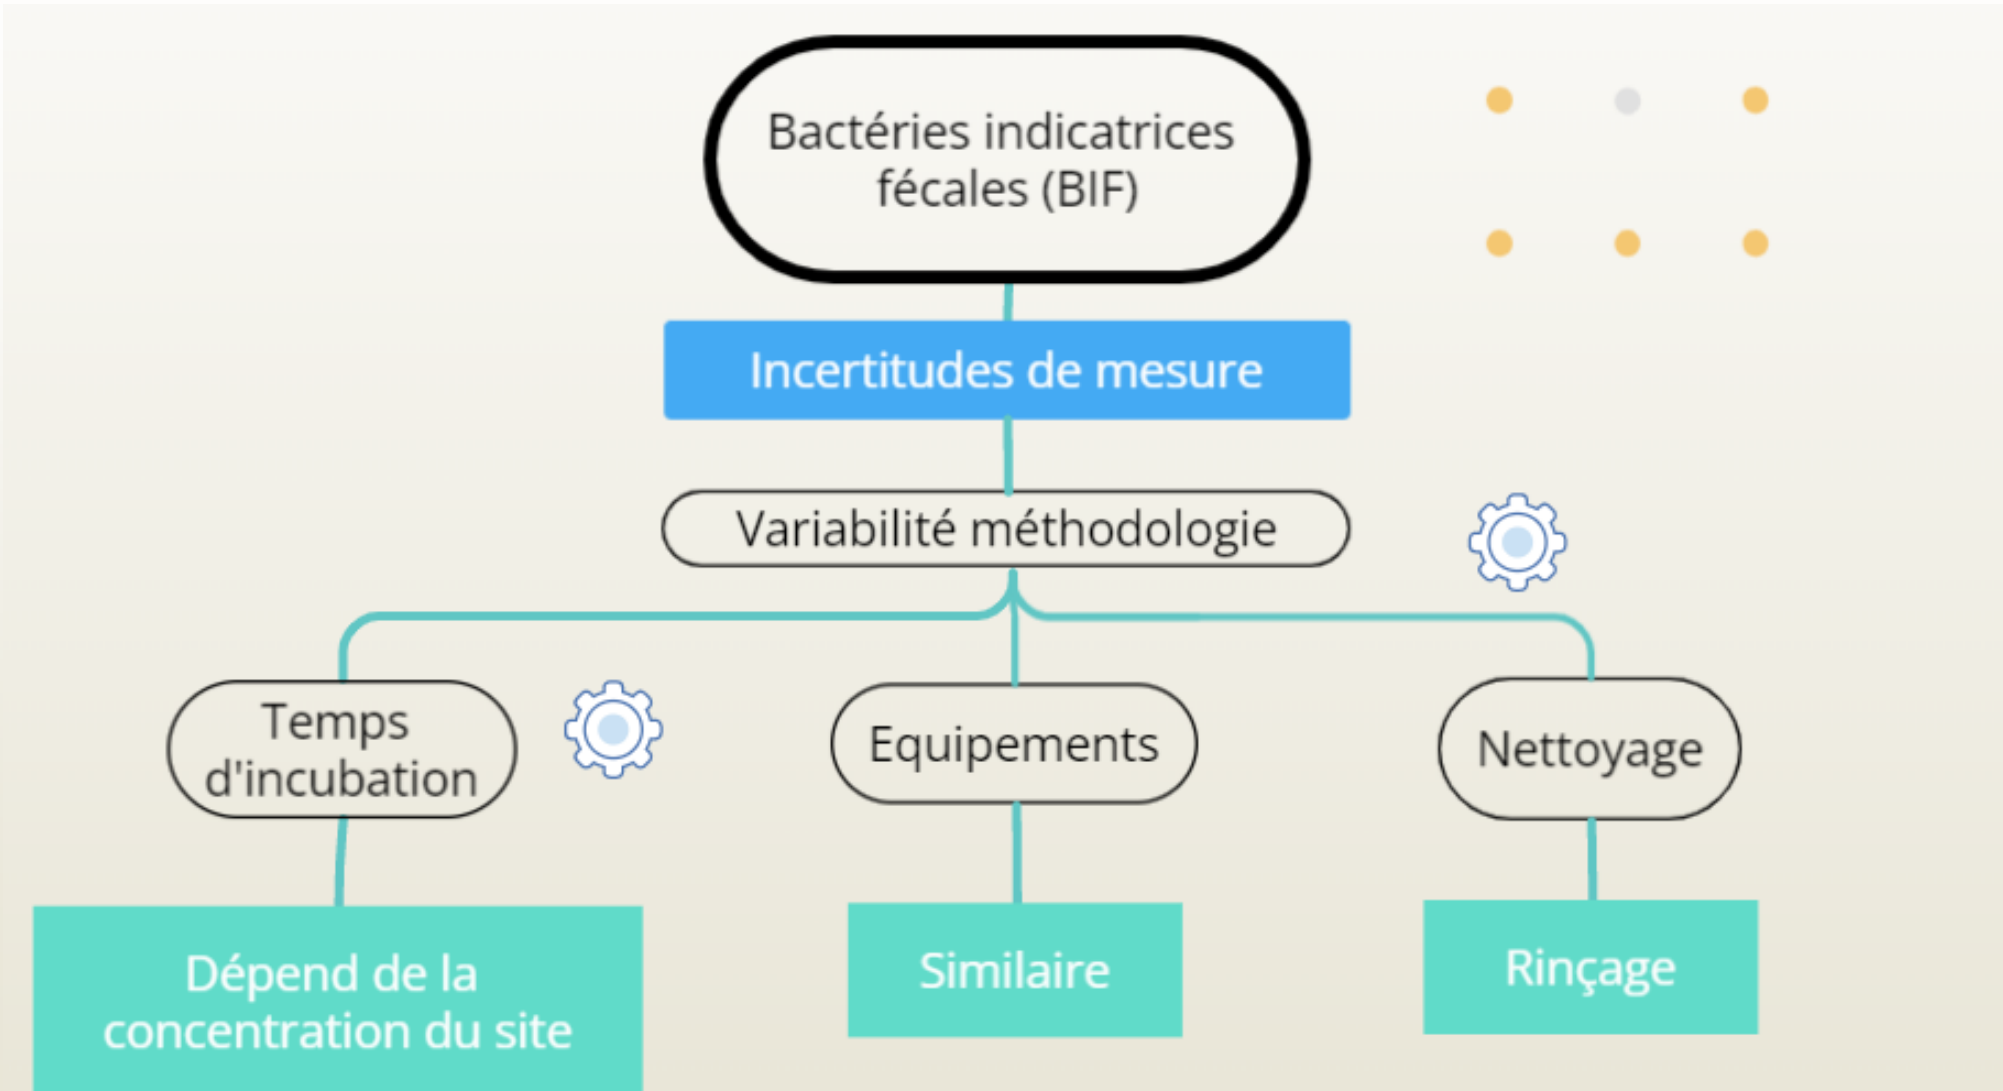 Bactéries indicatrices
fécales (BIF)
Incertitudes de mesure
Variabilité méthodologie
Temps
d'incubation
Equipements
Nettoyage
Dépend de la
concentration du site
Similaire
Rinçage